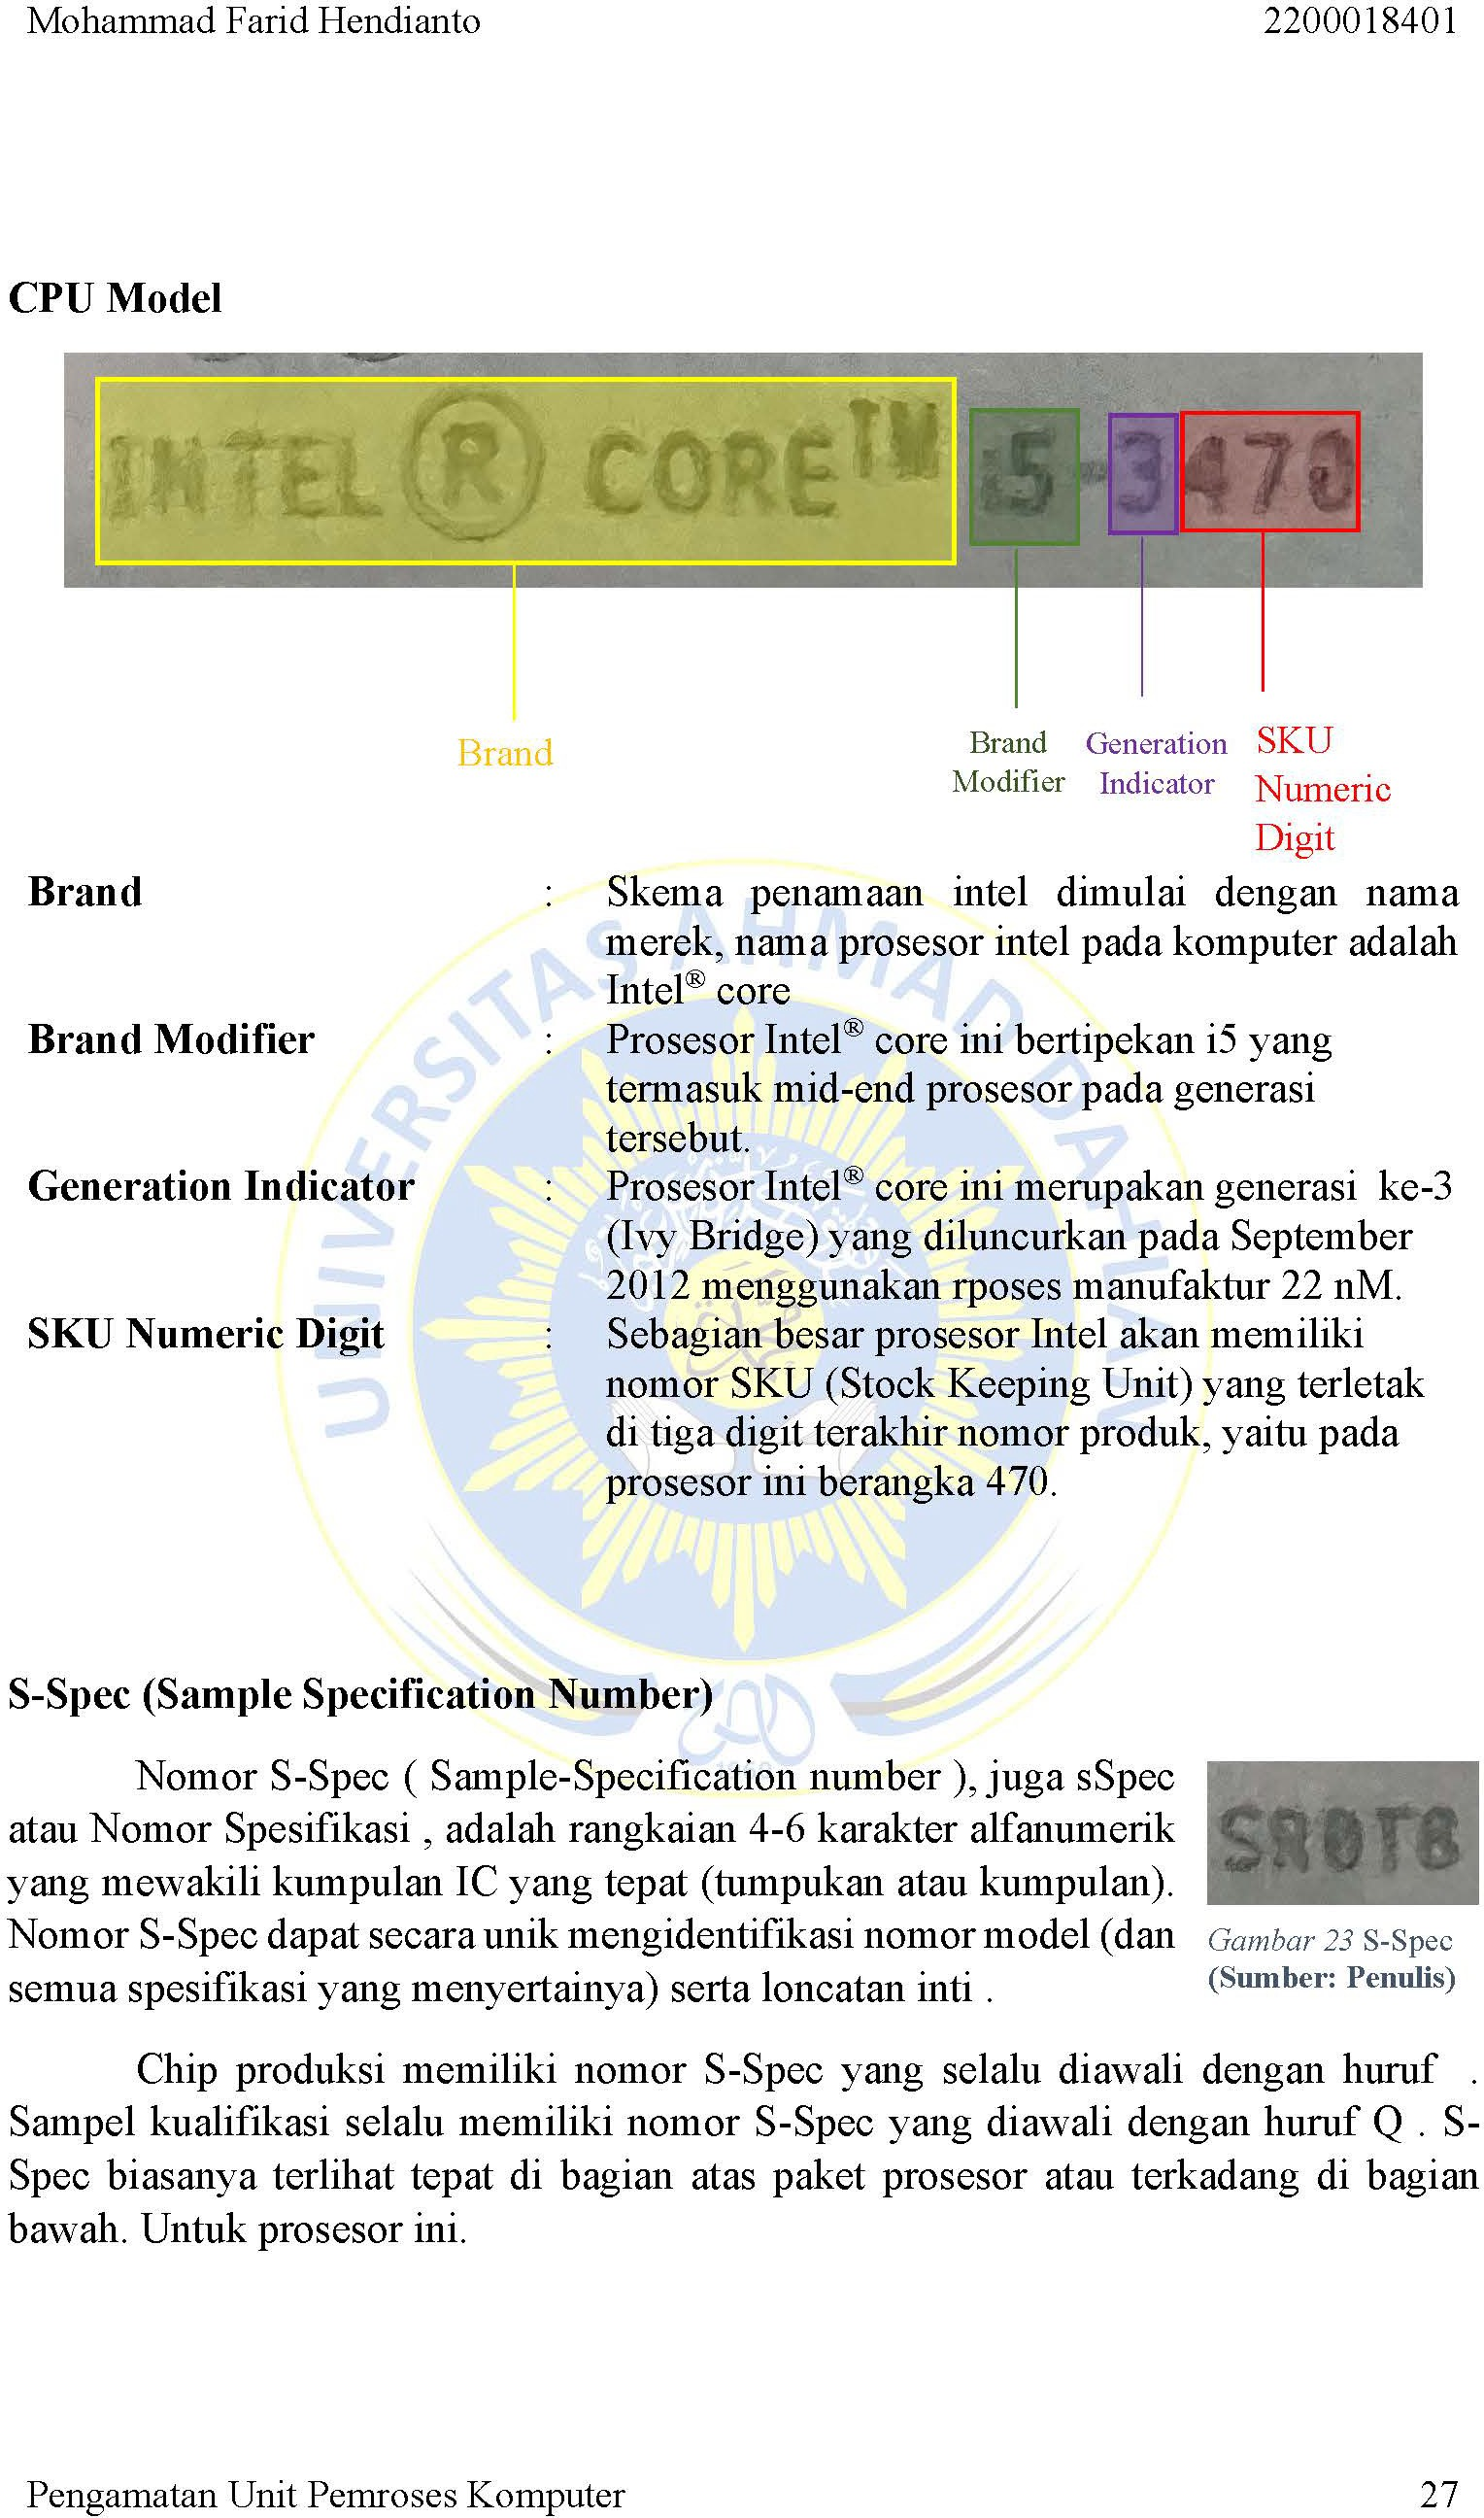 Mohammad Farid Hendianto 2200018401
CPU Model
INTEL ® CORE™ i5-3470
Brand
Brand Modifier
Generation Indicator
SKU Numeric Digit
Brand : Skema penamaan intel dimulai dengan nama
merek, nama prosesor intel pada komputer adalah
Intel® core
Brand Modifier : Prosesor Intel® core ini bertipekan i5 yang
termasuk mid-end prosesor pada generasi
tersebut.
Generation Indicator : Prosesor Intel® core ini merupakan generasi ke-3
(Ivy Bridge) yang diluncurkan pada September
2012 menggunakan rposes manufaktur 22 nM.
SKU Numeric Digit : Sebagian besar prosesor Intel akan memiliki
nomor SKU (Stock Keeping Unit) yang terletak
di tiga digit terakhir nomor produk, yaitu pada
prosesor ini berangka 470.
UNIVERSITAS AHMAD DAHLAN
S-Spec (Sample Specification Number)
Nomor S-Spec ( Sample-Specification number ), juga sSpec
atau Nomor Spesifikasi , adalah rangkaian 4-6 karakter alfanumerik
yang mewakili kumpulan IC yang tepat (tumpukan atau kumpulan).
Nomor S-Spec dapat secara unik mengidentifikasi nomor model (dan
semua spesifikasi yang menyertainya) serta loncatan inti .
SR0T8
Gambar 23 S-Spec
(Sumber: Penulis)
Chip produksi memiliki nomor S-Spec yang selalu diawali dengan huruf .
Sampel kualifikasi selalu memiliki nomor S-Spec yang diawali dengan huruf Q . S-
Spec biasanya terlihat tepat di bagian atas paket prosesor atau terkadang di bagian
bawah. Untuk prosesor ini.
Pengamatan Unit Pemroses Komputer 27